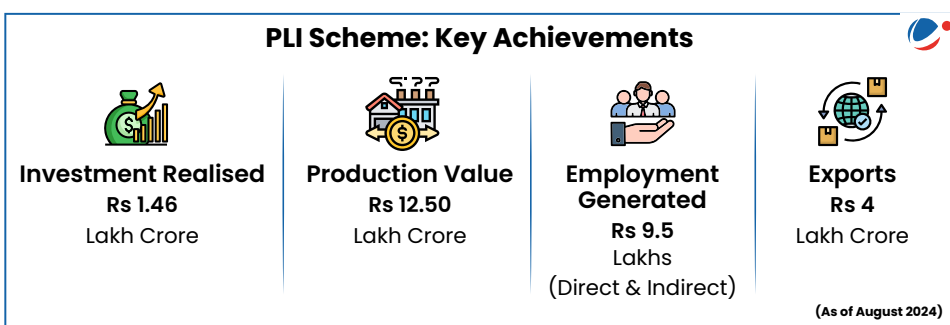 PLI Scheme: Key Achievements
Investment Realised
Rs 1.46
Lakh Crore
Production Value
Rs 12.50
Lakh Crore
Employment
Generated
Rs 9.5
Lakhs
(Direct & Indirect)
Exports
Rs 4
Lakh Crore
(As of August 2024)